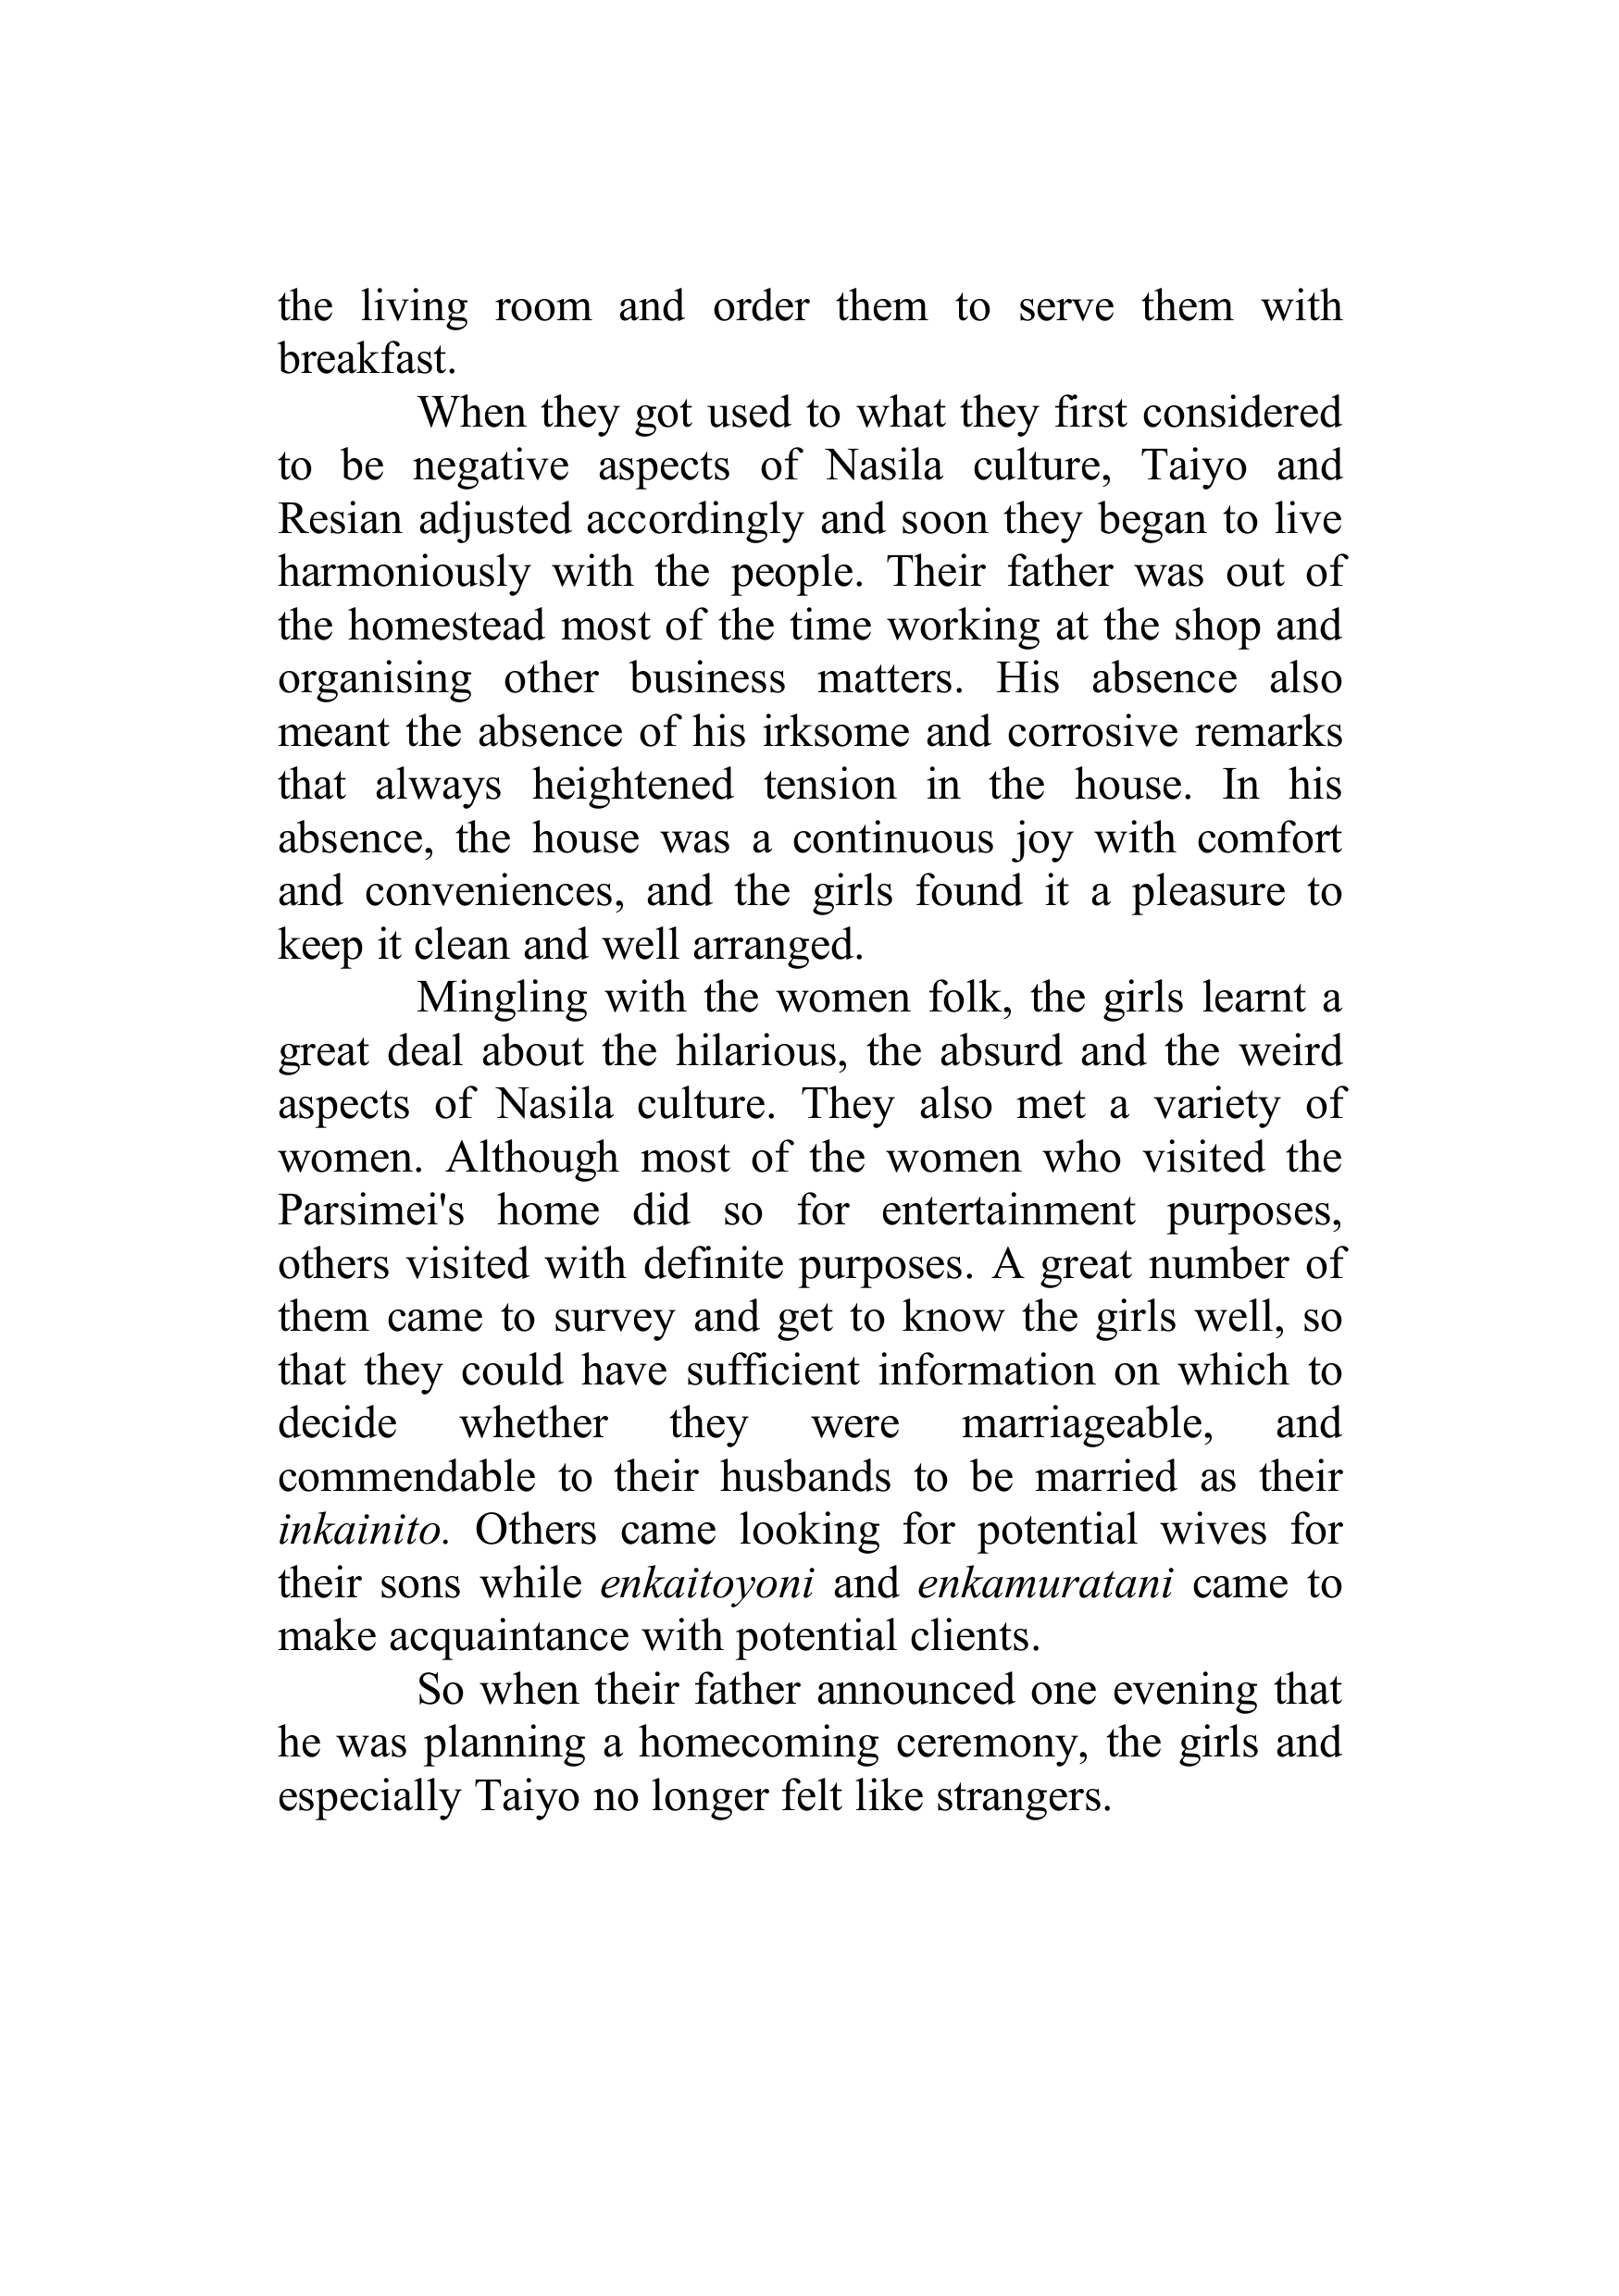 the living room and order them to serve them with
breakfast.
When they got used to what they first considered
to be negative aspects of Nasila culture, Taiyo and
Resian adjusted accordingly and soon they began to live
harmoniously with the people. Their father was out of
the homestead most of the time working at the shop and
organising other business matters. His absence also
meant the absence of his irksome and corrosive remarks
that always heightened tension in the house. In his
absence, the house was a continuous joy with comfort
and conveniences, and the girls found it a pleasure to
keep it clean and well arranged.
Mingling with the women folk, the girls learnt a
great deal about the hilarious, the absurd and the weird
aspects of Nasila culture. They also met a variety of
women. Although most of the women who visited the
Parsimei's home did so for entertainment purposes,
others visited with definite purposes. A great number of
them came to survey and get to know the girls well, so
that they could have sufficient information on which to
decide whether they were marriageable, and
commendable to their husbands to be married as their
inkainito. Others came looking for potential wives for
their sons while enkaitoyoni and enkamuratani came to
make acquaintance with potential clients.
So when their father announced one evening that
he was planning a homecoming ceremony, the girls and
especially Taiyo no longer felt like strangers.